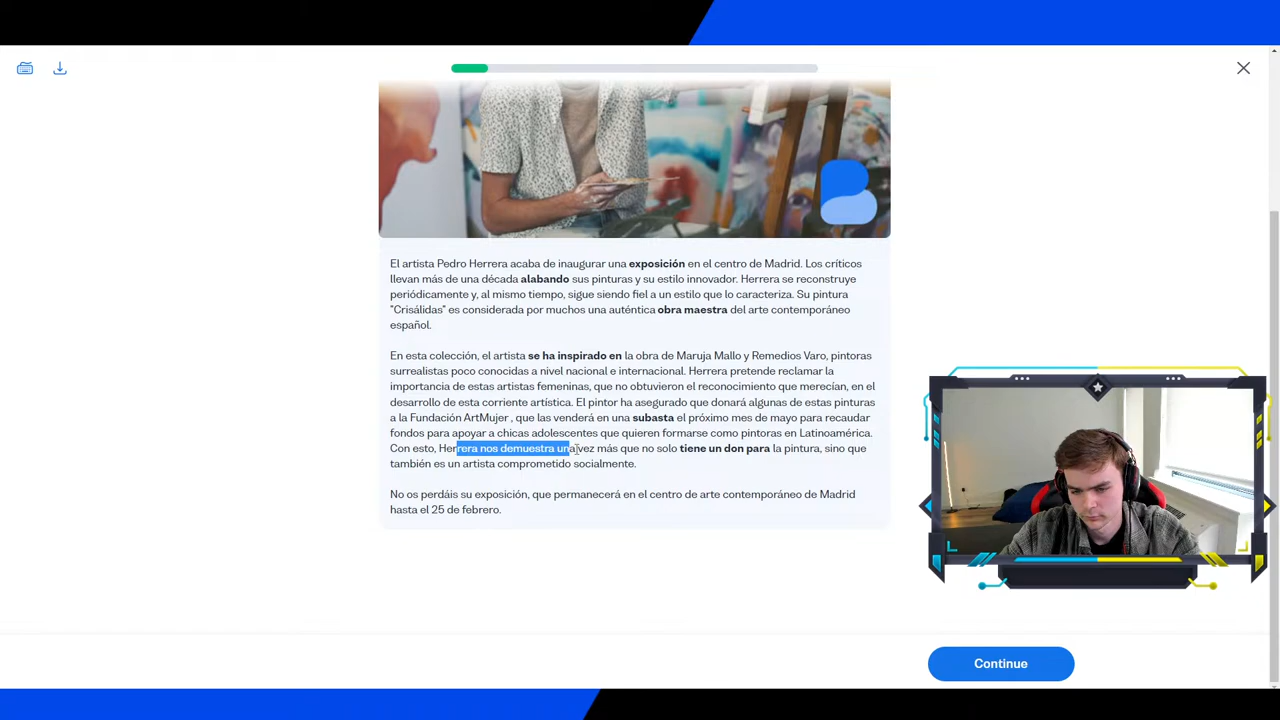 El artista Pedro Herrera acaba de inaugurar una exposición en el centro de Madrid. Los críticos
llevan más de una década alabando sus pinturas y su estilo innovador. Herrera se reconstruye
periódicamente y, al mismo tiempo, sigue siendo fiel a un estilo que lo caracteriza. Su pintura
"Crisálidas" es considerada por muchos una auténtica obra maestra del arte contemporáneo
español.
En esta colección, el artista se ha inspirado en la obra de Maruja Mallo y Remedios Varo, pintoras
surrealistas poco conocidas a nivel nacional e internacional. Herrera pretende reclamar la
importancia de estas artistas femeninas, que no obtuvieron el reconocimiento que merecían, en el
desarrollo de esta corriente artística. El pintor ha asegurado que donará algunas de estas pinturas
a la Fundación ArtMujer , que las venderá en una subasta el próximo mes de mayo para recaudar
fondos para apoyar a chicas adolescentes que quieren formarse como pintoras en Latinoamérica.
Con esto, Herrera nos demuestra una vez más que no solo tiene un don para la pintura, sino que
también es un artista comprometido socialmente.
No os perdáis su exposición, que permanecerá en el centro de arte contemporáneo de Madrid
hasta el 25 de febrero.
Continue